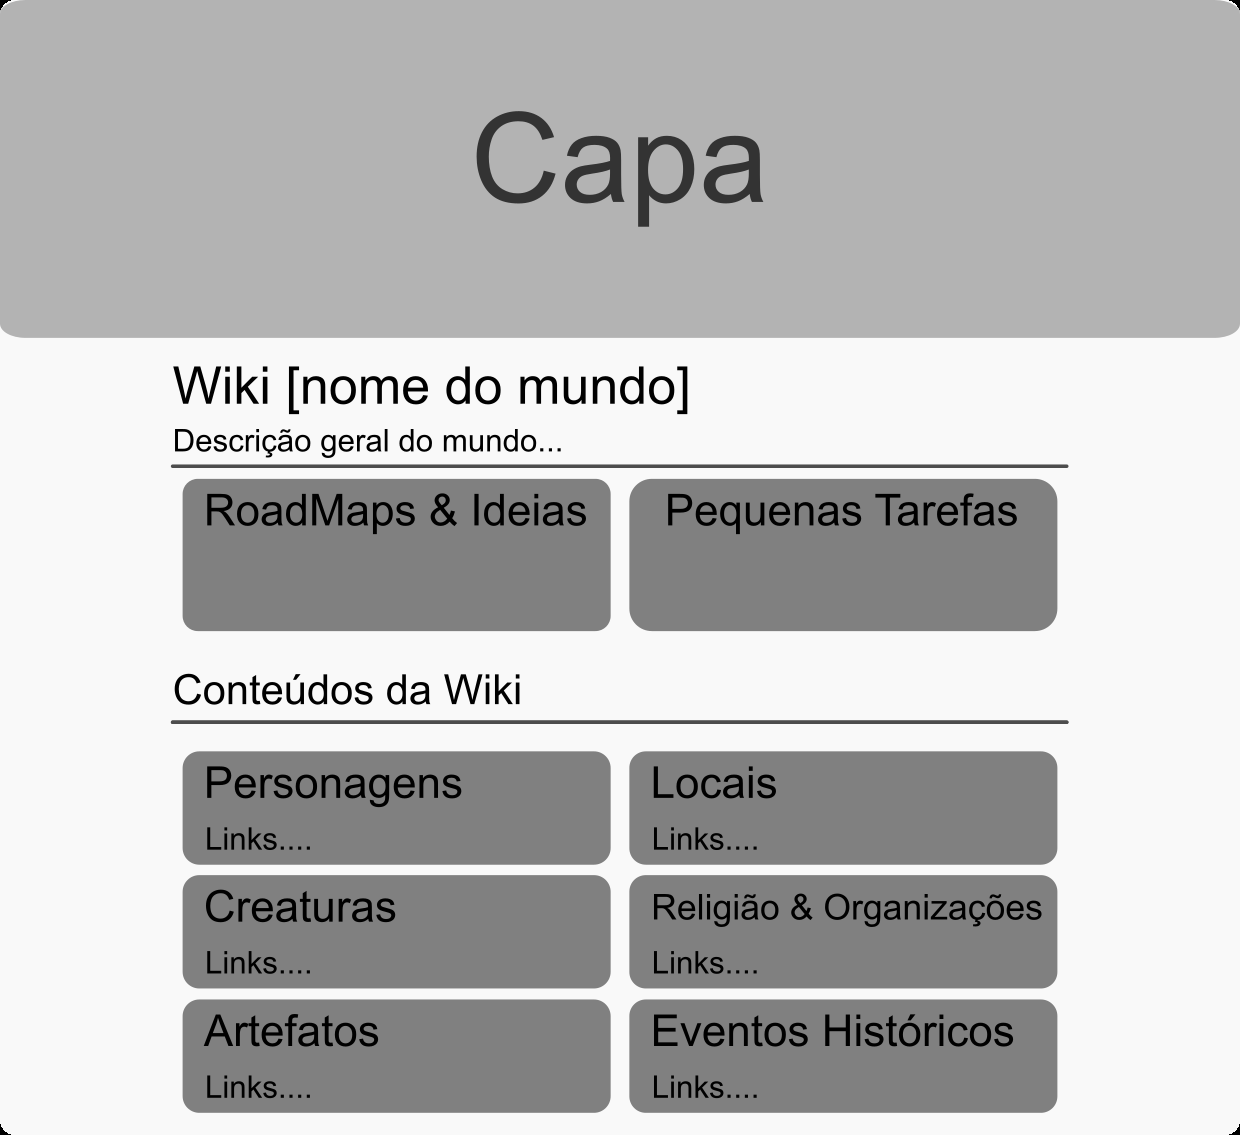 Capa
Wiki [nome do mundo]
Descrição geral do mundo...
RoadMaps & Ideias
Pequenas Tarefas
Conteúdos da Wiki
Personagens
Links....
Locais
Links....
Creaturas
Links....
Religião & Organizações
Links....
Artefatos
Links....
Eventos Históricos
Links....